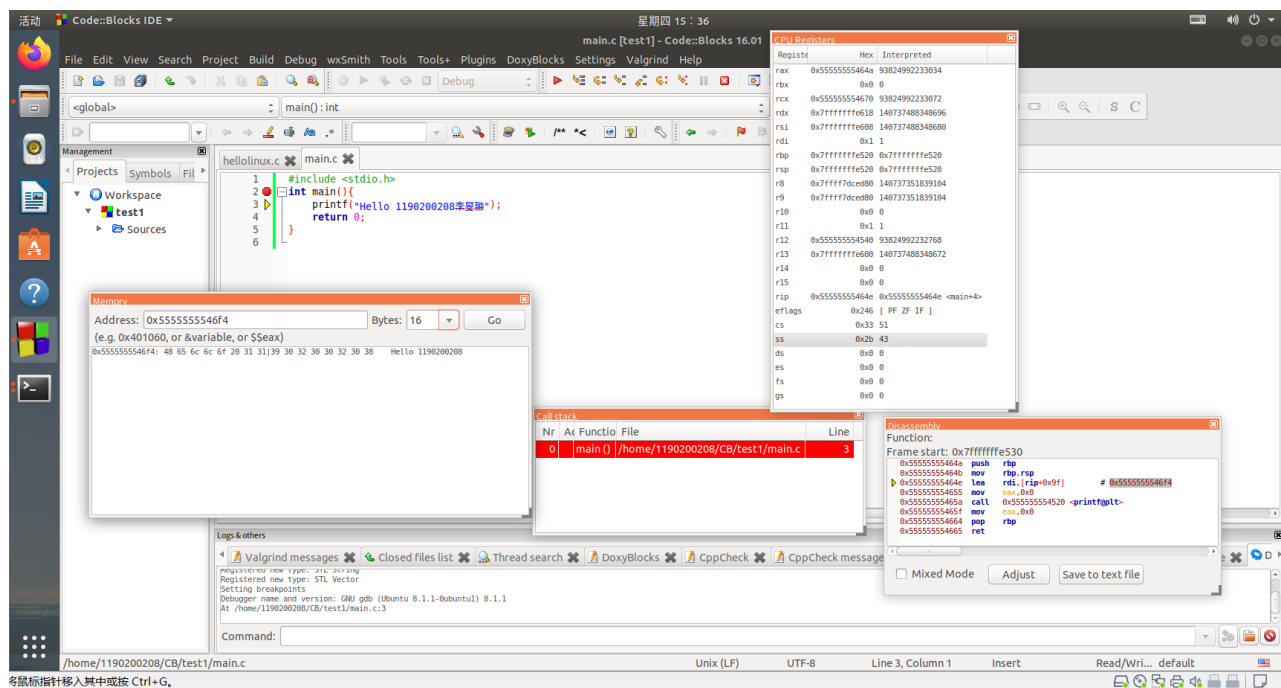 活动 Code::Blocks IDE ▾ 星期四 15:36
main.c [test1] - Code::Blocks 16.01
File Edit View Search Project Build Debug wxSmith Tools Tools+ Plugins DoxyBlocks Settings Valgrind Help
Debug
<global> main() : int
S C
/** *<
Management
Projects Symbols Fil
Workspace
test1
Sources
hellolinux.c main.c
1 #include <stdio.h>
2 int main(){
3 printf("Hello 1190200208李旻翀");
4 return 0;
5 }
6
CPU Registers
Registe Hex Interpreted
rax 0x55555555464a 93824992233034
rbx 0x0 0
rcx 0x555555554670 93824992233072
rdx 0x7fffffffe618 140737488348696
rsi 0x7fffffffe608 140737488348680
rdi 0x1 1
rbp 0x7fffffffe520 0x7fffffffe520
rsp 0x7fffffffe520 0x7fffffffe520
r8 0x7ffff7dced80 140737351839104
r9 0x7ffff7dced80 140737351839104
r10 0x0 0
r11 0x1 1
r12 0x555555554540 93824992232768
r13 0x7fffffffe600 140737488348672
r14 0x0 0
r15 0x0 0
rip 0x55555555464e 0x55555555464e <main+4>
eflags 0x246 [ PF ZF IF ]
cs 0x33 51
ss 0x2b 43
ds 0x0 0
es 0x0 0
fs 0x0 0
gs 0x0 0
Memory
Address: 0x5555555546F4 Bytes: 16 Go
(e.g. 0x401060, or &variable, or $$eax)
0x5555555546f4: 48 65 6c 6c 6f 20 31 31|39 30 32 30 30 32 30 38 Hello 1190200208
Call stack
Nr Ac Functio File Line
0 main () /home/1190200208/CB/test1/main.c 3
Disassembly
Function:
Frame start: 0x7fffffffe530
0x55555555464a push rbp
0x55555555464b mov rbp,rsp
0x55555555464e lea rdi,[rip+0x9f] # 0x5555555546f4
0x555555554655 mov eax,0x0
0x55555555465a call 0x555555554520 <printf@plt>
0x55555555465f mov eax,0x0
0x555555554664 pop rbp
0x555555554665 ret
Mixed Mode Adjust Save to text file
Logs & others
Valgrind messages Closed files list Thread search DoxyBlocks CppCheck CppCheck message e D
Registered new type: STL String
Registered new type: STL Vector
Setting breakpoints
Debugger name and version: GNU gdb (Ubuntu 8.1.1-0ubuntu1) 8.1.1
At /home/1190200208/CB/test1/main.c:3
Command:
/home/1190200208/CB/test1/main.c Unix (LF) UTF-8 Line 3, Column 1 Insert Read/Wri... default
将鼠标指针移入其中或按 Ctrl+G。